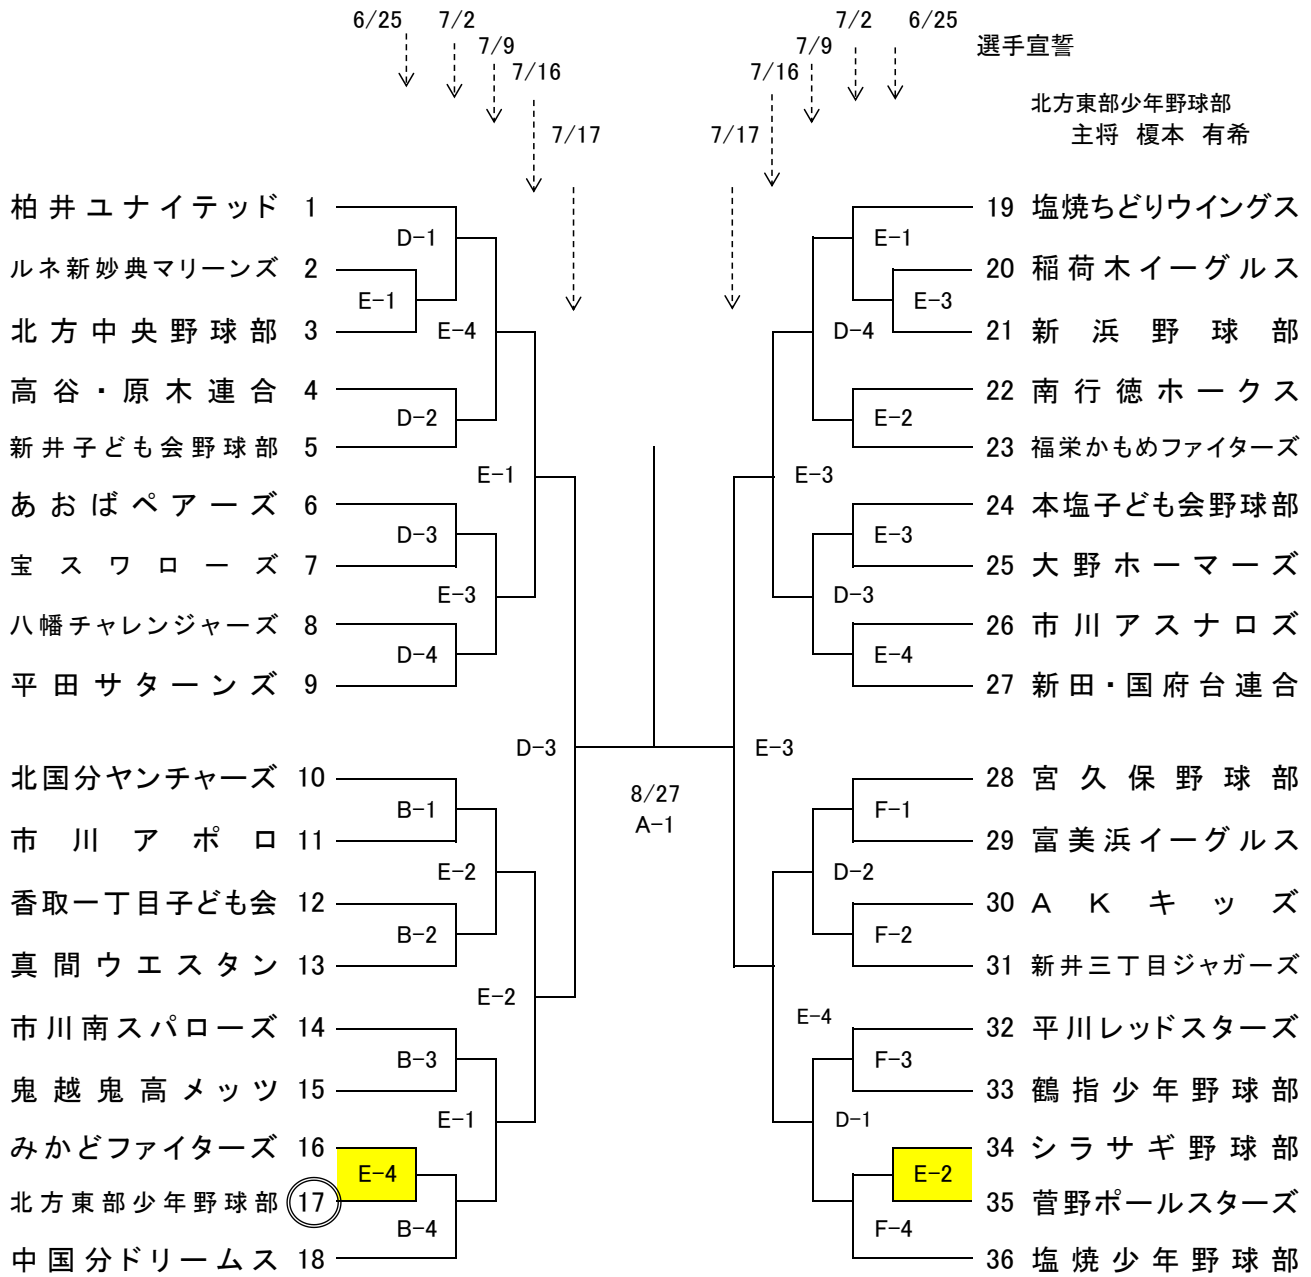 6/25 7/2 7/2 6/25
7/9 7/9 選手宣誓
7/16 7/16
北方東部少年野球部
7/17 7/17 主将 榎本 有希
柏井ユナイテッド 1 19 塩焼ちどりウイングス
D-1 E-1
ルネ新妙典マリーンズ 2 20 稲荷木イーグルス
E-1 E-3
北方中央野球部 3 E-4 D-4 21 新浜野球部
高谷・原木連合 4 22 南行徳ホークス
D-2 E-2
新井子ども会野球部 5 23 福栄かもめファイターズ
E-1 E-3
あおばペアーズ 6 24 本塩子ども会野球部
D-3 E-3
宝スワローズ 7 25 大野ホーマーズ
E-3 D-3
八幡チャレンジャーズ 8 26 市川アスナロズ
D-4 E-4
平田サターンズ 9 27 新田・国府台連合
D-3 E-3
北国分ヤンチャーズ 10 28 宮久保野球部
8/27
B-1 F-1
A-1
市川アポロ 11 29 富美浜イーグルス
E-2 D-2
香取一丁目子ども会 12 30 AKキッズ
B-2 F-2
真間ウエスタン 13 31 新井三丁目ジャガーズ
E-2 E-4
市川南スパローズ 14 32 平川レッドスターズ
B-3 F-3
鬼越鬼高メッツ 15 33 鶴指少年野球部
E-1 D-1
みかどファイターズ 16 34 シラサギ野球部
E-4 E-2
北方東部少年野球部 17 35 菅野ポールスターズ
B-4 F-4
中国分ドリームス 18 36 塩焼少年野球部